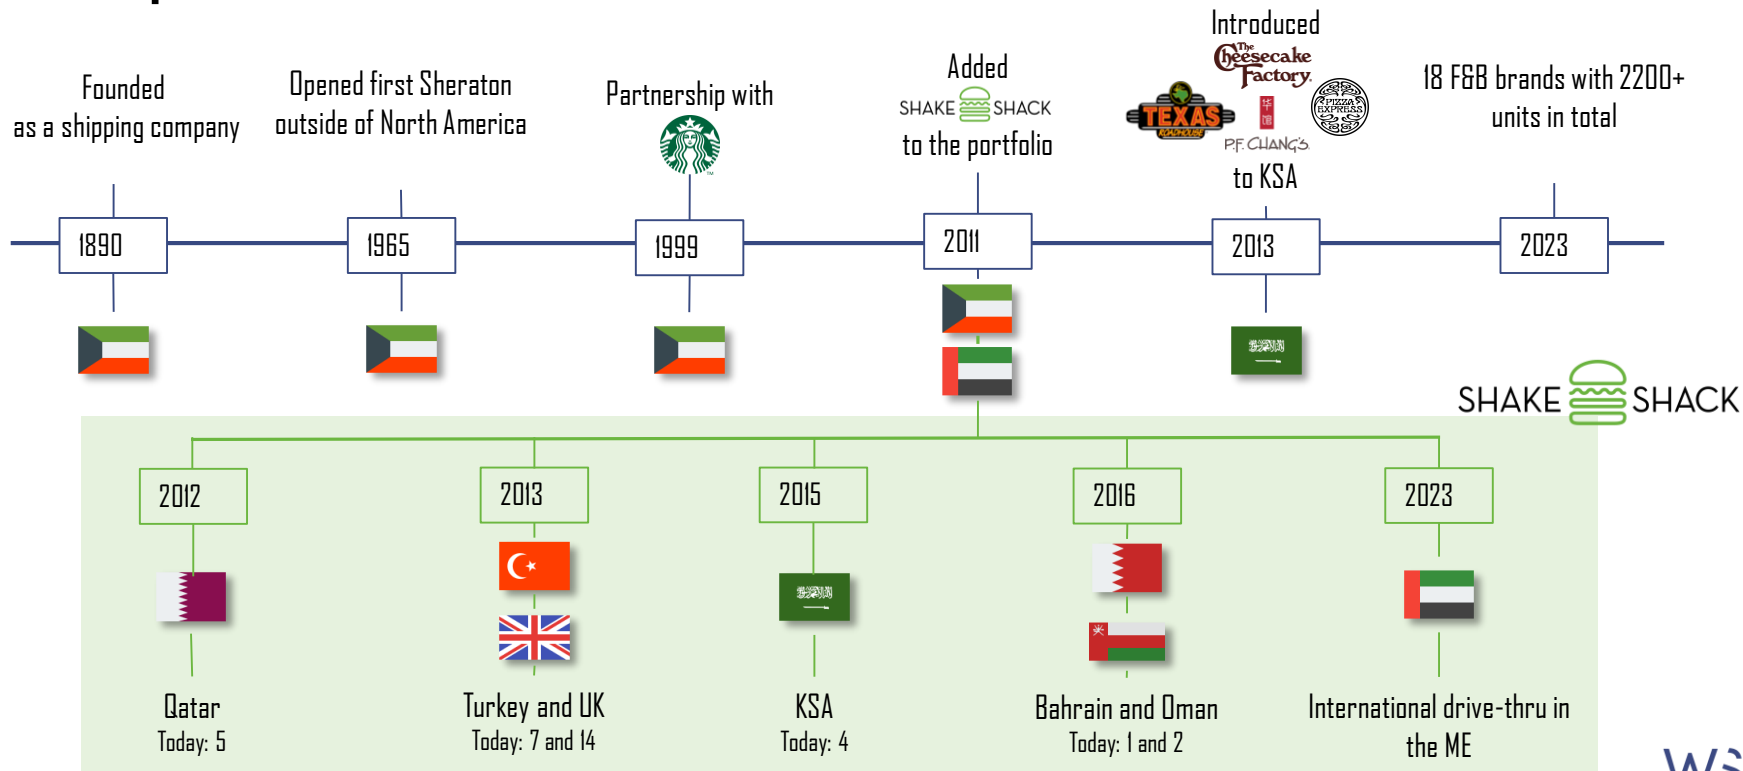 Founded
as a shipping company
1890
Opened first Sheraton
outside of North America
1965
Partnership with
TM
1999
Added
SHAKE SHACK
to the portfolio
2011
Introduced
The
Cheesecake
Factory.
TEXAS
ROADHOUSE
华
馆
P.F. CHANG'S.
PIZZA
EXPRESS
to KSA
2013
18 F&B brands with 2200+
units in total
2023
SHAKE SHACK
2012
Qatar
Today: 5
2013
Turkey and UK
Today: 7 and 14
2015
KSA
Today: 4
2016
Bahrain and Oman
Today: 1 and 2
2023
International drive-thru in
the ME